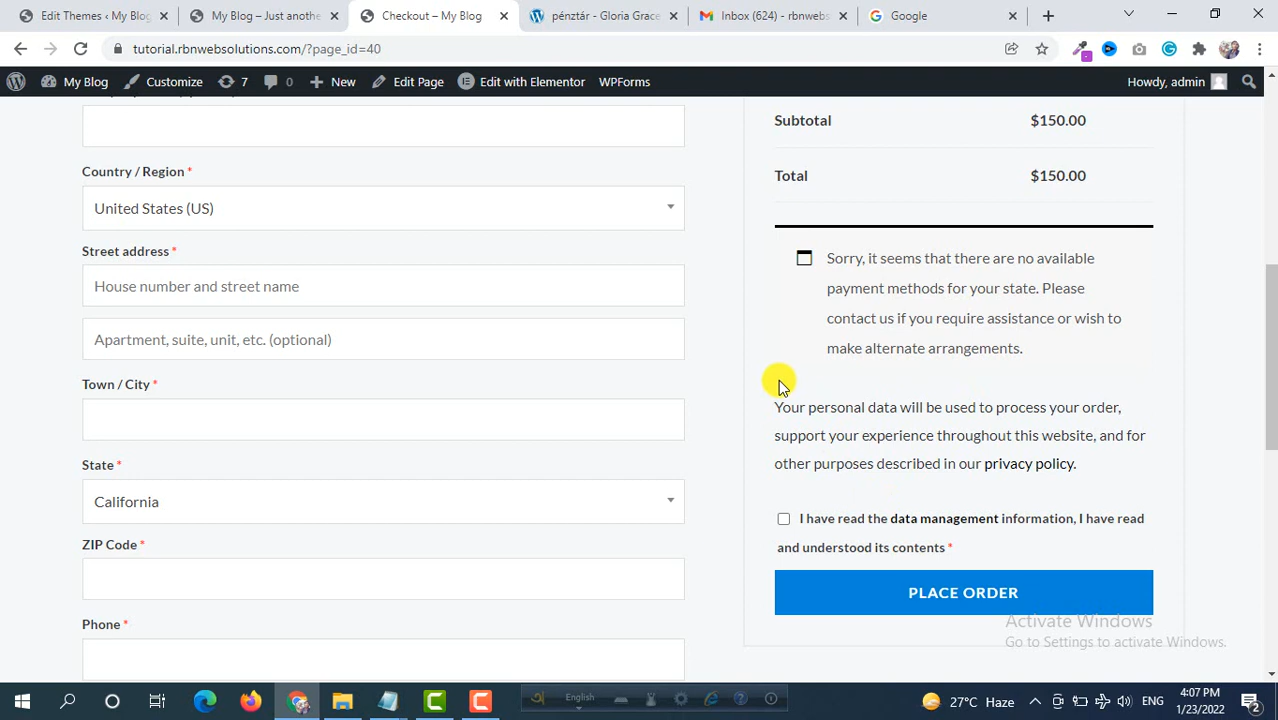 Edit Themes ‹ My Blog
My Blog – Just anothe
Checkout – My Blog
pénztár - Gloria Grace
Inbox (624) - rbnwebs
Google
tutorial.rbnwebsolutions.com/?page_id=40
My Blog
Customize
7
0
New
Edit Page
Edit with Elementor
WPForms
Howdy, admin
Country / Region *
United States (US)
Street address *
House number and street name
Apartment, suite, unit, etc. (optional)
Town / City *
State *
California
ZIP Code *
Phone *
Subtotal $150.00
Total $150.00
Sorry, it seems that there are no available
payment methods for your state. Please
contact us if you require assistance or wish to
make alternate arrangements.
Your personal data will be used to process your order,
support your experience throughout this website, and for
other purposes described in our privacy policy.
I have read the data management information, I have read
and understood its contents *
PLACE ORDER
Activate Windows
Go to Settings to activate Windows.
English
27°C Haze
ENG
4:07 PM
1/23/2022
2